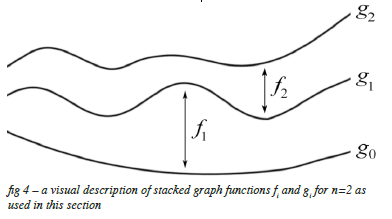 g₂
f₂
g₁
f₁
g₀
fig 4 – a visual description of stacked graph functions fᵢ and gᵢ for n=2 as
used in this section